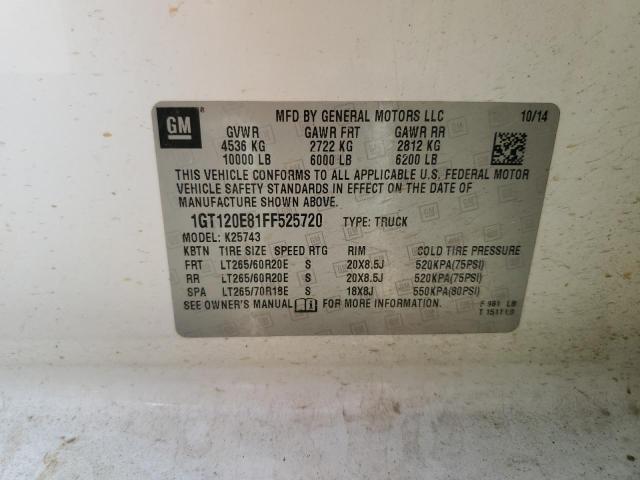 GM
MFD BY GENERAL MOTORS LLC 10/14
GVWR GAWR FRT GAWR RR
4536 KG 2722 KG 2812 KG
10000 LB 6000 LB 6200 LB
THIS VEHICLE CONFORMS TO ALL APPLICABLE U.S. FEDERAL MOTOR
VEHICLE SAFETY STANDARDS IN EFFECT ON THE DATE OF
MANUFACTURE SHOWN ABOVE.
1GT120E81FF525720 TYPE: TRUCK
MODEL: K25743
KBTN TIRE SIZE SPEED RTG RIM COLD TIRE PRESSURE
FRT LT265/60R20E S 20X8.5J 520KPA(75PSI)
RR LT265/60R20E S 20X8.5J 520KPA(75PSI)
SPA LT265/70R18E S 18X8J 550KPA(80PSI)
SEE OWNER'S MANUAL FOR MORE INFORMATION.
F 981 LB
T 1511 LB